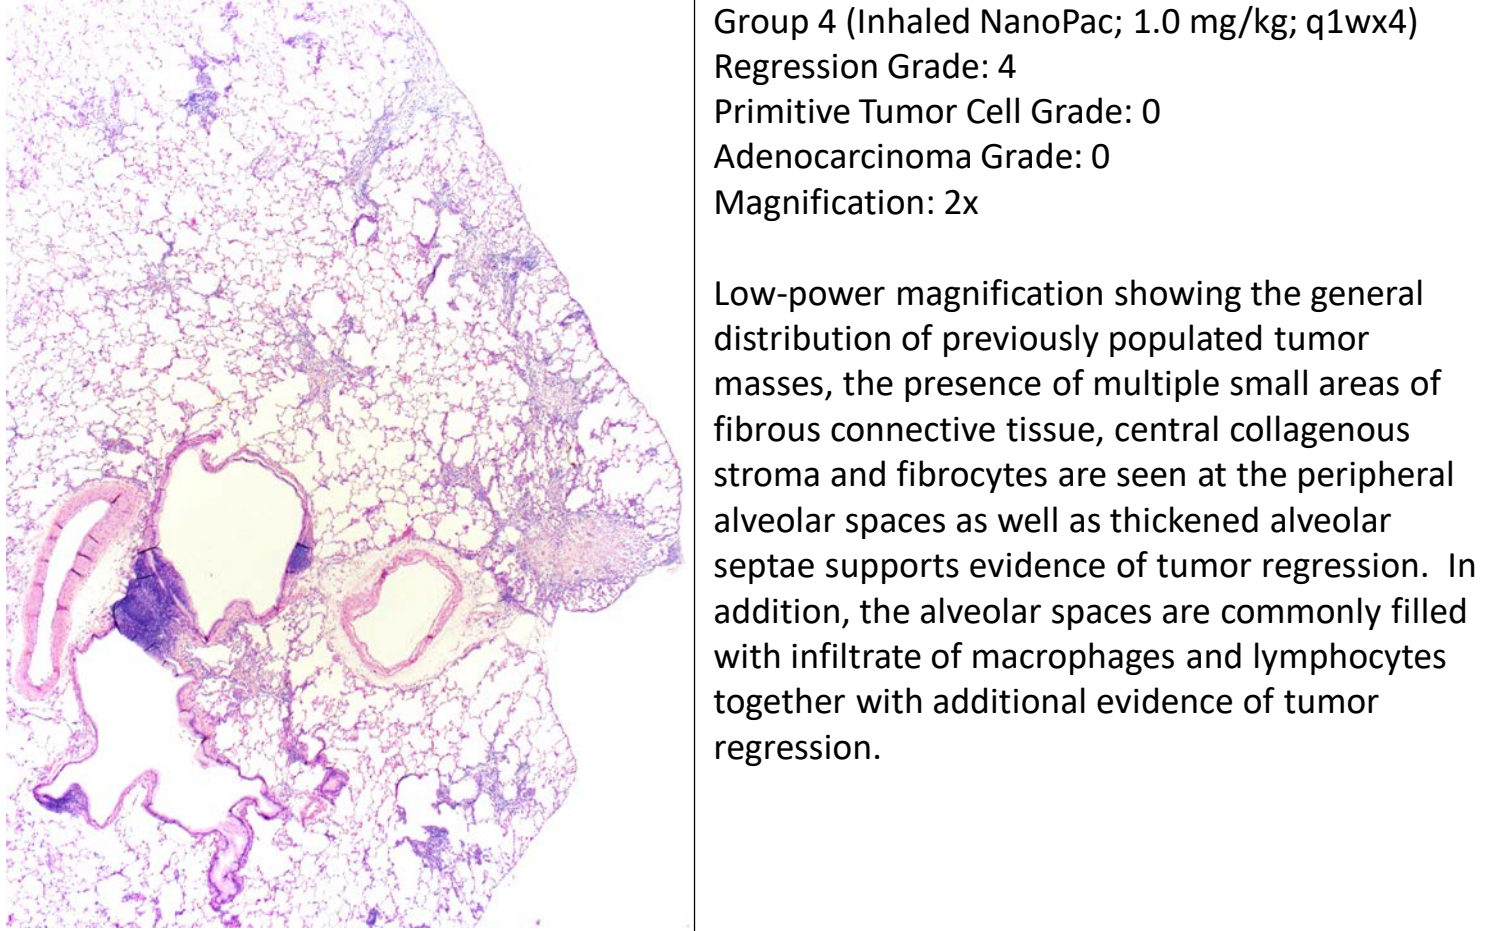 Group 4 (Inhaled NanoPac; 1.0 mg/kg; q1wx4)
Regression Grade: 4
Primitive Tumor Cell Grade: 0
Adenocarcinoma Grade: 0
Magnification: 2x
Low-power magnification showing the general
distribution of previously populated tumor
masses, the presence of multiple small areas of
fibrous connective tissue, central collagenous
stroma and fibrocytes are seen at the peripheral
alveolar spaces as well as thickened alveolar
septae supports evidence of tumor regression.  In
addition, the alveolar spaces are commonly filled
with infiltrate of macrophages and lymphocytes
together with additional evidence of tumor
regression.